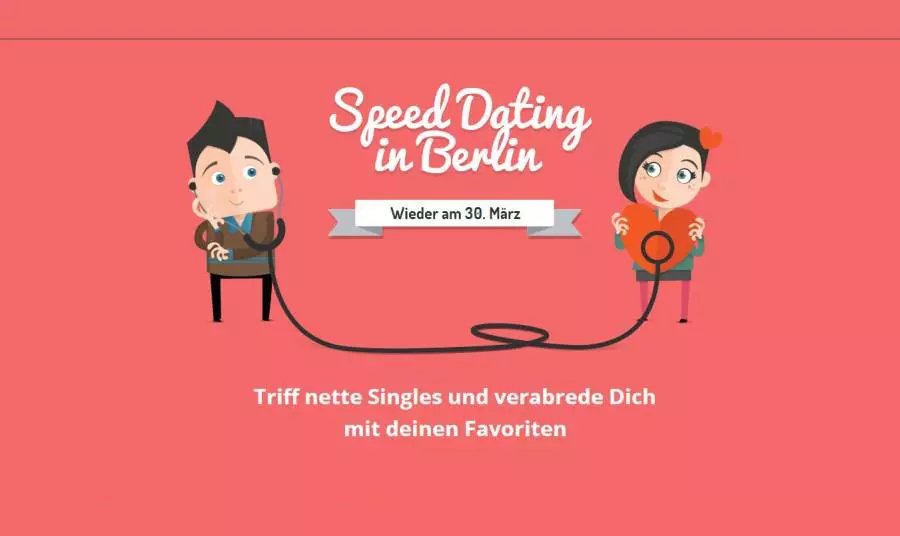 Speed Dating
in Berlin
Wieder am 30. März
Triff nette Singles und verabrede Dich
mit deinen Favoriten